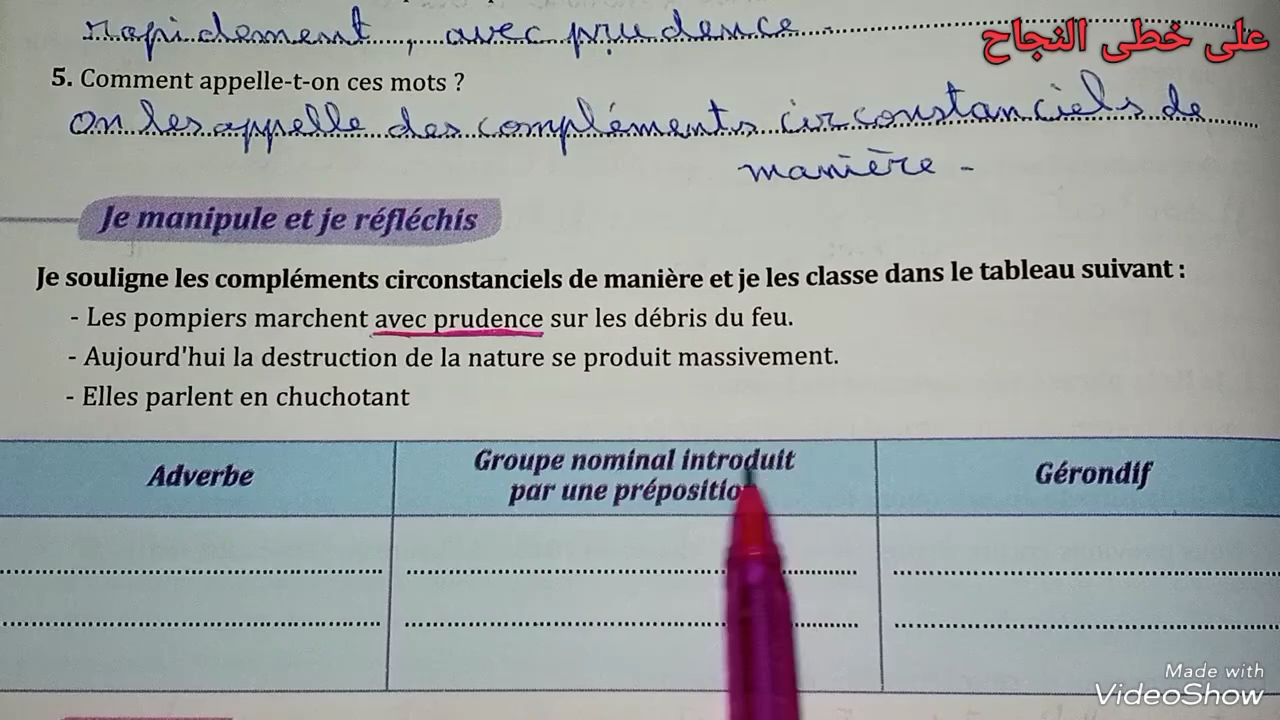 rapidement, avec prudence
على خطى النجاح
5. Comment appelle-t-on ces mots ?
On les appelle des compléments circonstanciels de
manière -
Je manipule et je réfléchis
Je souligne les compléments circonstanciels de manière et je les classe dans le tableau suivant :
- Les pompiers marchent avec prudence sur les débris du feu.
- Aujourd'hui la destruction de la nature se produit massivement.
- Elles parlent en chuchotant
Adverbe
Groupe nominal introduit
par une préposition
Gérondif
Made with
VideoShow